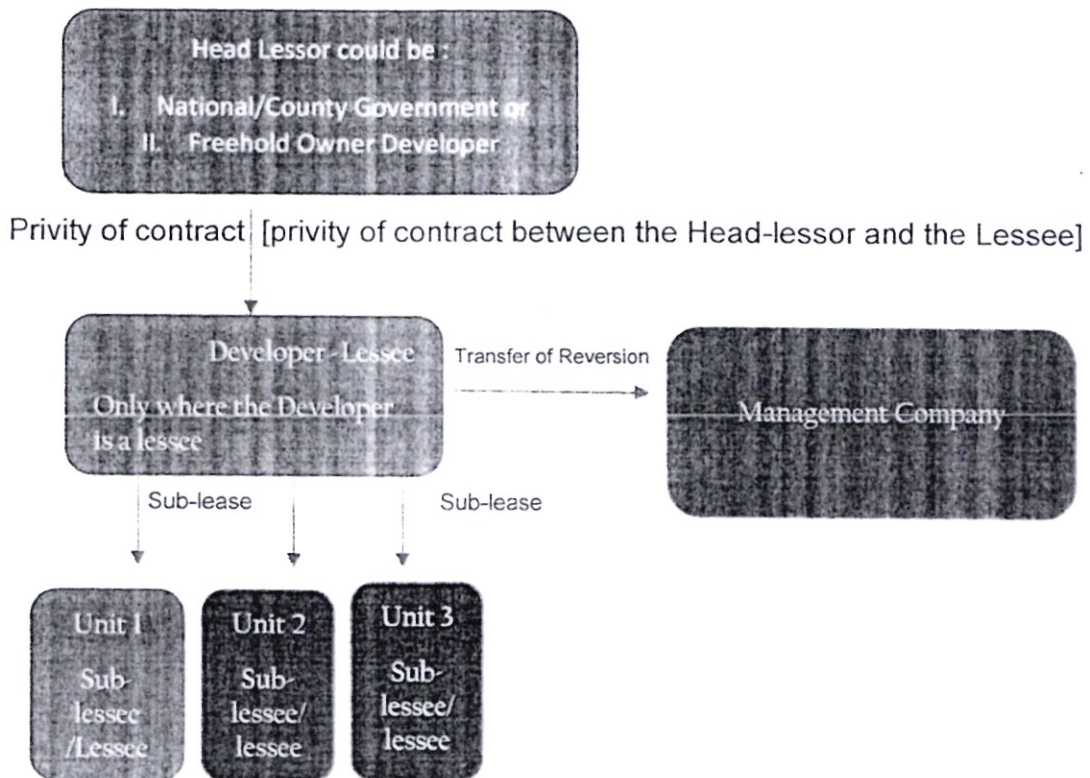 Head Lessor could be :
I. National/County Government or
II. Freehold Owner Developer
Privity of contract [privity of contract between the Head-lessor and the Lessee]
Developer - Lessee
Only where the Developer
is a lessee
Transfer of Reversion
Management Company
Sub-lease
Sub-lease
Unit 1
Sub-
lessee
/Lessee
Unit 2
Sub-
lessee/
lessee
Unit 3
Sub-
lessee/
lessee